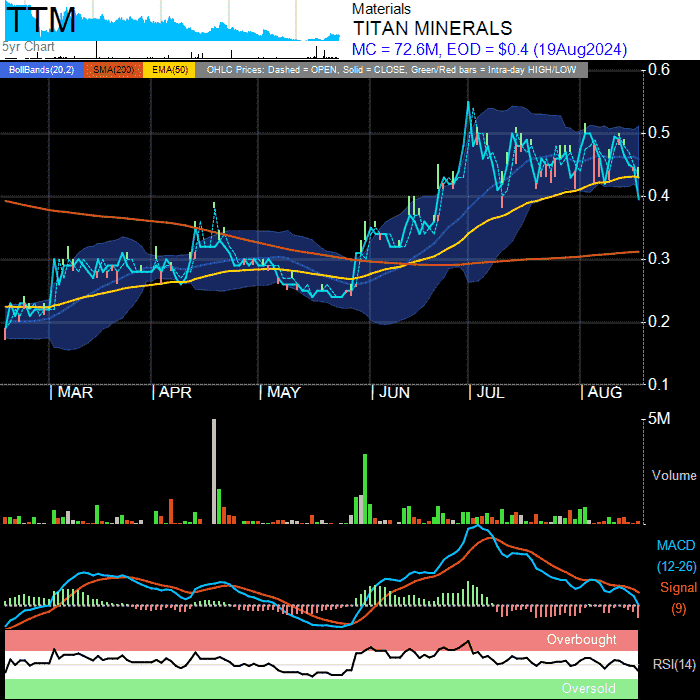 TTM
5yr Chart
Materials
TITAN MINERALS
MC = 72.6M, EOD = $0.4 (19Aug2024)
BollBands(20,2) SMA(200) EMA(50) OHLC Prices: Dashed = OPEN, Solid = CLOSE, Green/Red bars = Intra-day HIGH/LOW
0.6
0.5
0.4
0.3
0.2
0.1
MAR APR MAY JUN JUL AUG
5M
Volume
MACD
(12-26)
Signal
(9)
Overbought
RSI(14)
Oversold